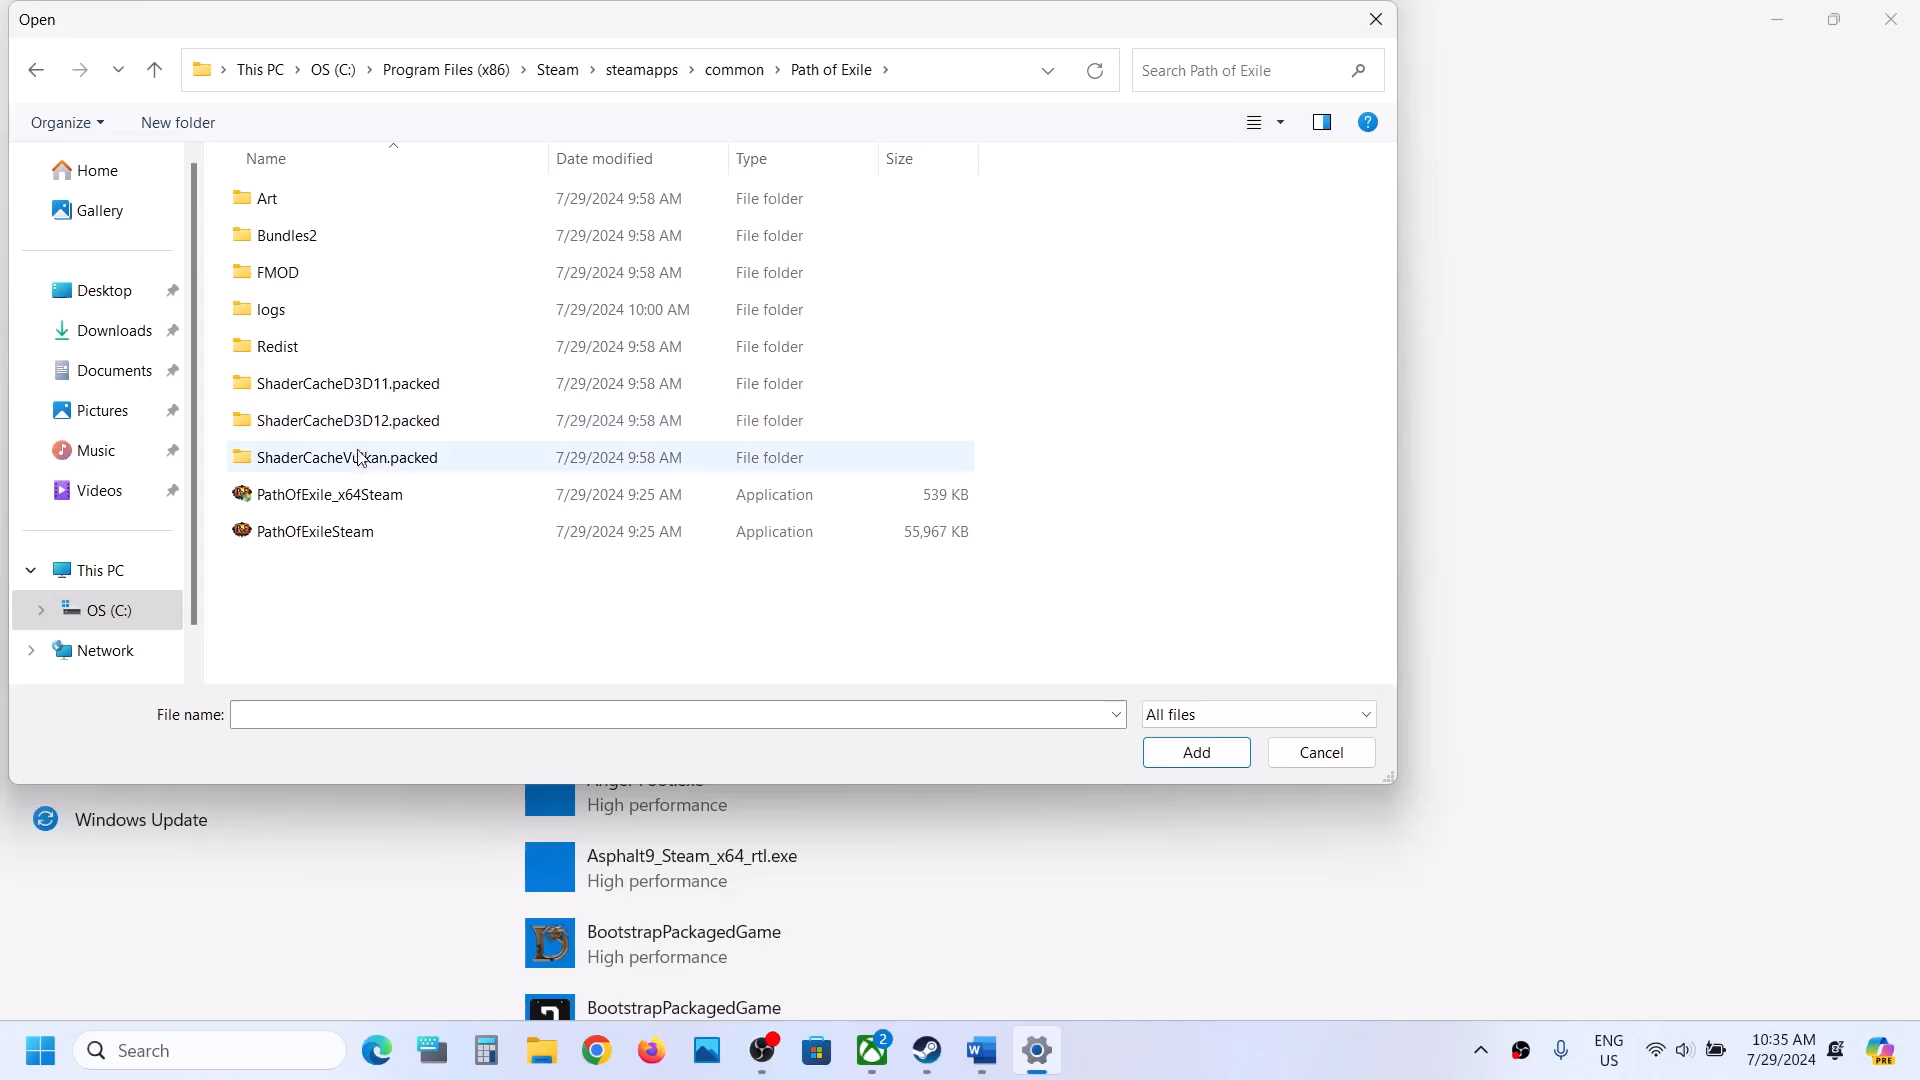 Open
This PC > OS (C:) > Program Files (x86) > Steam > steamapps > common > Path of Exile >
Search Path of Exile
Organize
New folder
Home
Gallery
Desktop
Downloads
Documents
Pictures
Music
Videos
This PC
OS (C:)
Network
Name Date modified Type Size
Art 7/29/2024 9:58 AM File folder
Bundles2 7/29/2024 9:58 AM File folder
FMOD 7/29/2024 9:58 AM File folder
logs 7/29/2024 10:00 AM File folder
Redist 7/29/2024 9:58 AM File folder
ShaderCacheD3D11.packed 7/29/2024 9:58 AM File folder
ShaderCacheD3D12.packed 7/29/2024 9:58 AM File folder
ShaderCacheVulkan.packed 7/29/2024 9:58 AM File folder
PathOfExile_x64Steam 7/29/2024 9:25 AM Application 539 KB
PathOfExileSteam 7/29/2024 9:25 AM Application 55,967 KB
File name:
All files
Add
Cancel
Windows Update
High performance
Asphalt9_Steam_x64_rtl.exe
High performance
BootstrapPackagedGame
High performance
BootstrapPackagedGame
Search
2
ENG
US
10:35 AM
7/29/2024
PRE